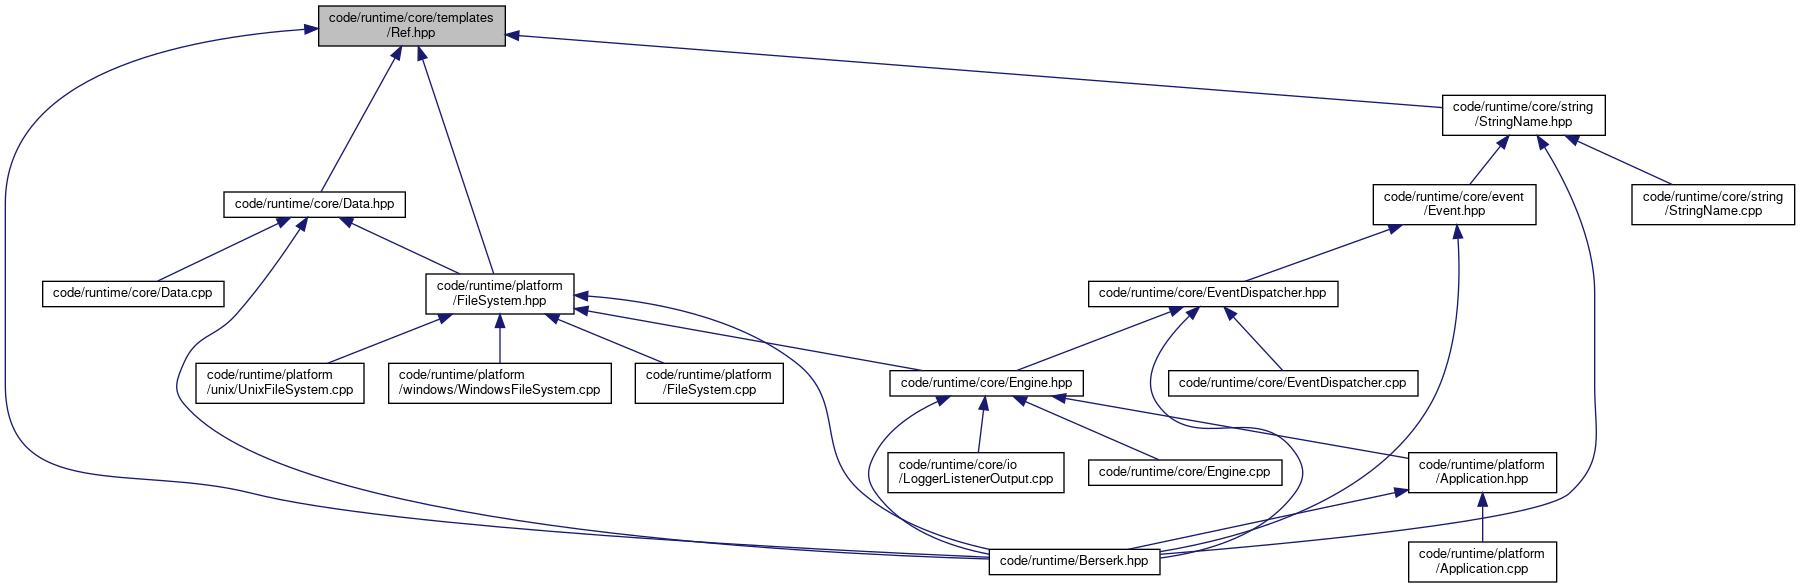 code/runtime/core/templates
/Ref.hpp
code/runtime/core/string
/StringName.hpp
code/runtime/core/Data.hpp
code/runtime/core/event
/Event.hpp
code/runtime/core/string
/StringName.cpp
code/runtime/core/Data.cpp
code/runtime/platform
/FileSystem.hpp
code/runtime/core/EventDispatcher.hpp
code/runtime/platform
/unix/UnixFileSystem.cpp
code/runtime/platform
/windows/WindowsFileSystem.cpp
code/runtime/platform
/FileSystem.cpp
code/runtime/core/Engine.hpp
code/runtime/core/EventDispatcher.cpp
code/runtime/core/io
/LoggerListenerOutput.cpp
code/runtime/core/Engine.cpp
code/runtime/platform
/Application.hpp
code/runtime/Berserk.hpp
code/runtime/platform
/Application.cpp